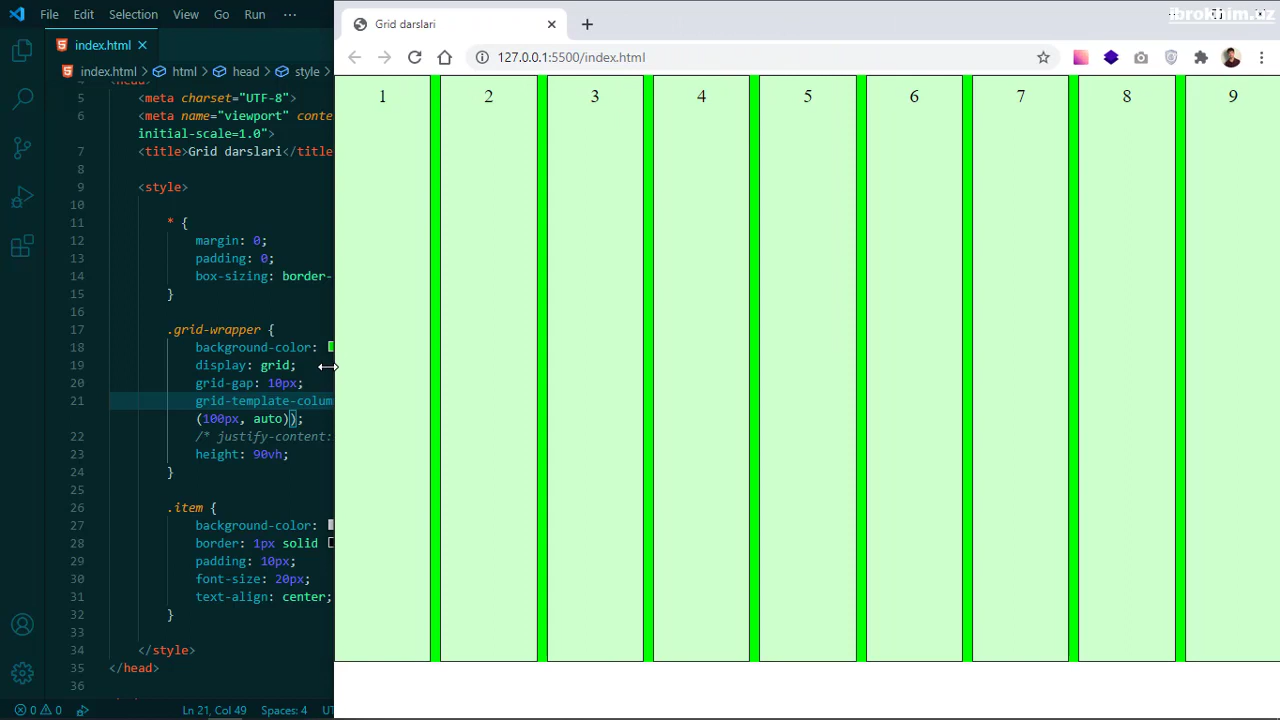 File Edit Selection View Go Run ···
Grid darslari
ibrokhim.uz
index.html
127.0.0.1:5500/index.html
index.html > html > head > style
5 <meta charset="UTF-8">
6 <meta name="viewport" conte
initial-scale=1.0">
7 <title>Grid darslari</title
8
9 <style>
10
11 * {
12 margin: 0;
13 padding: 0;
14 box-sizing: border-
15 }
16
17 .grid-wrapper {
18 background-color:
19 display: grid;
20 grid-gap: 10px;
21 grid-template-colum
(100px, auto));
22 /* justify-content:
23 height: 90vh;
24 }
25
26 .item {
27 background-color:
28 border: 1px solid
29 padding: 10px;
30 font-size: 20px;
31 text-align: center;
32 }
33
34 </style>
35 </head>
36
1 2 3 4 5 6 7 8 9
0 0 Ln 21, Col 49 Spaces: 4 UT